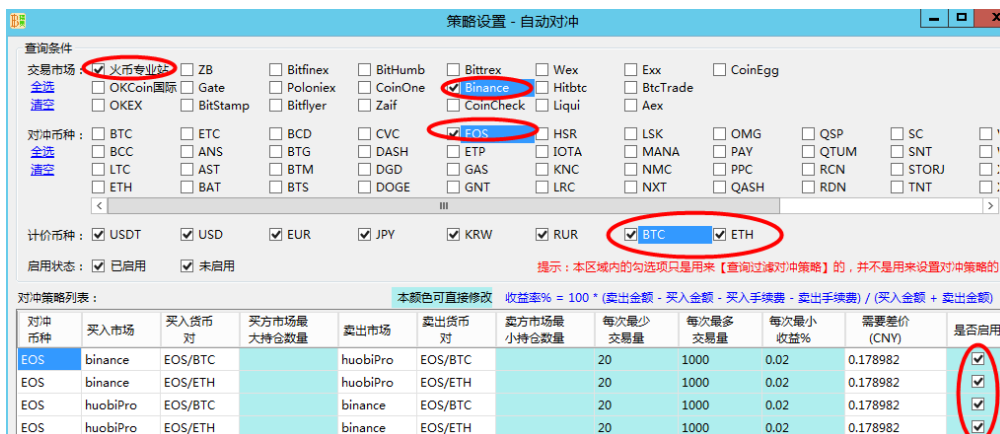 策略设置 - 自动对冲
查询条件
交易市场： 火币专业站 ZB Bitfinex BitHumb Bittrex Wex Exx CoinEgg
全选 OKCoin国际 Gate Poloniex CoinOne Binance Hitbtc BtcTrade
清空 OKEX BitStamp Bitflyer Zaif CoinCheck Liqui Aex
对冲币种： BTC ETC BCD CVC EOS HSR LSK OMG QSP SC
全选 BCC ANS BTG DASH ETP IOTA MANA PAY QTUM SNT
清空 LTC AST BTM DGD GAS KNC NMC PPC RCN STORJ
ETH BAT BTS DOGE GNT LRC NXT QASH RDN TNT
计价币种： USDT USD EUR JPY KRW RUR BTC ETH
启用状态： 已启用 未启用 提示：本区域内的勾选项只是用来【查询过滤对冲策略】的，并不是用来设置对冲策略的
对冲策略列表： 本颜色可直接修改 收益率% = 100 * (卖出金额 - 买入金额 - 买入手续费 - 卖出手续费) / (买入金额 + 卖出金额)
对冲币种 买入市场 买入货币对 买方市场最大持仓数量 卖出市场 卖出货币对 卖方市场最小持仓数量 每次最少交易量 每次最多交易量 每次最小收益% 需要差价(CNY) 是否启用
EOS binance EOS/BTC huobiPro EOS/BTC 20 1000 0.02 0.178982
EOS binance EOS/ETH huobiPro EOS/ETH 20 1000 0.02 0.178982
EOS huobiPro EOS/BTC binance EOS/BTC 20 1000 0.02 0.178982
EOS huobiPro EOS/ETH binance EOS/ETH 20 1000 0.02 0.178982